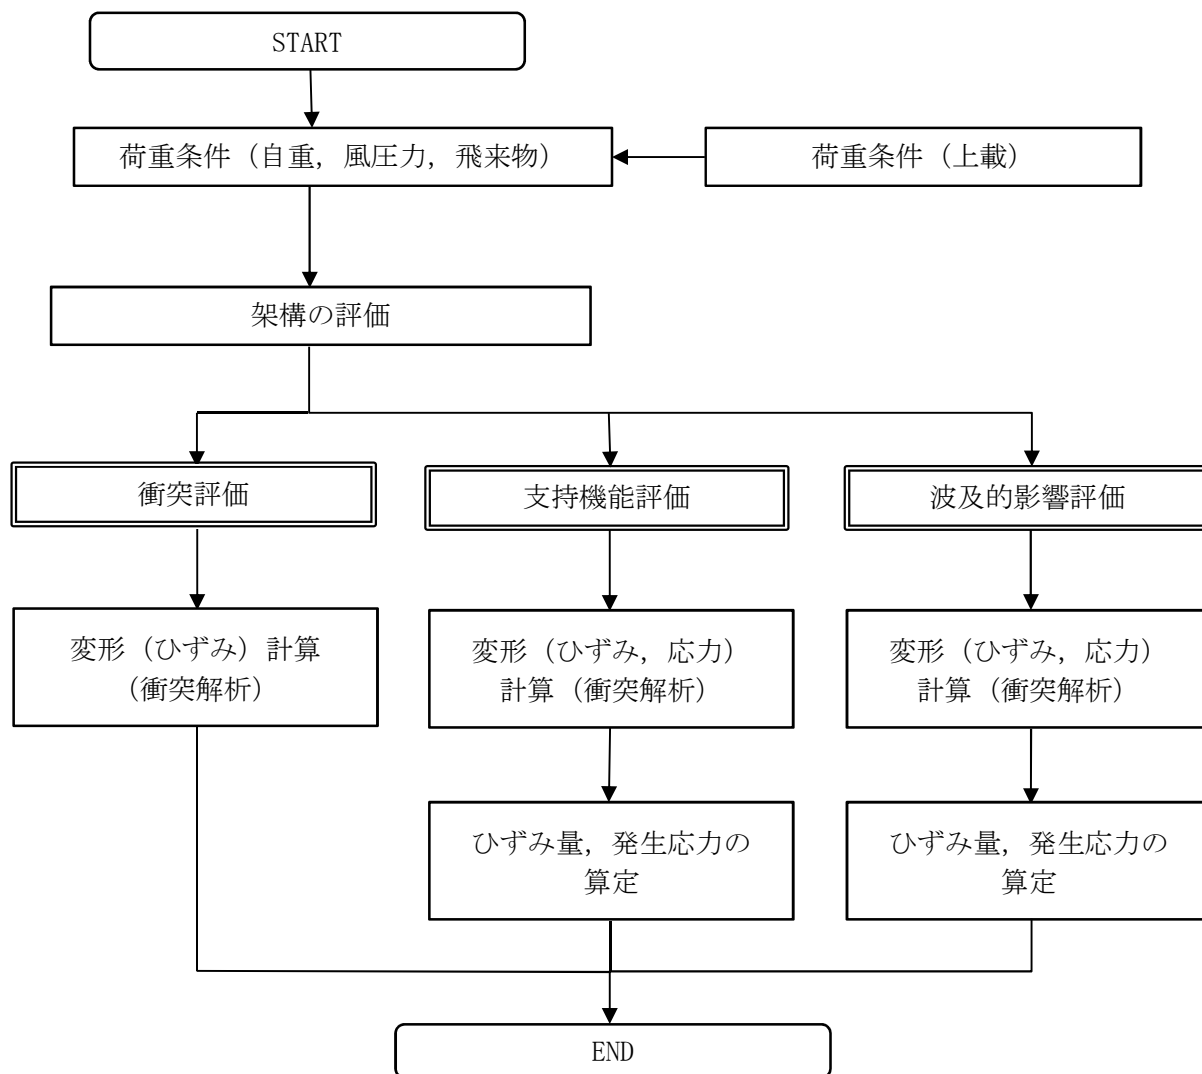 START
荷重条件(自重,風圧力,飛来物)
荷重条件(上載)
架構の評価
衝突評価
支持機能評価
波及的影響評価
変形(ひずみ)計算
(衝突解析)
変形(ひずみ,応力)
計算(衝突解析)
変形(ひずみ,応力)
計算(衝突解析)
ひずみ量,発生応力の
算定
ひずみ量,発生応力の
算定
END